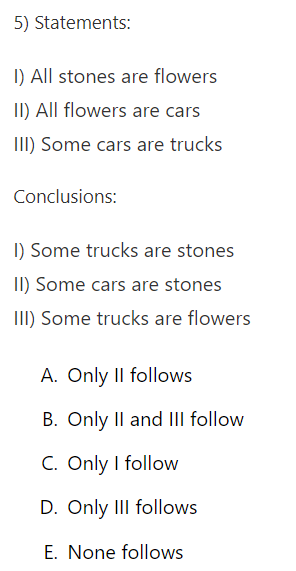 5) Statements:
I) All stones are flowers
II) All flowers are cars
III) Some cars are trucks
Conclusions:
I) Some trucks are stones
II) Some cars are stones
III) Some trucks are flowers
A. Only II follows
B. Only II and III follow
C. Only I follow
D. Only III follows
E. None follows